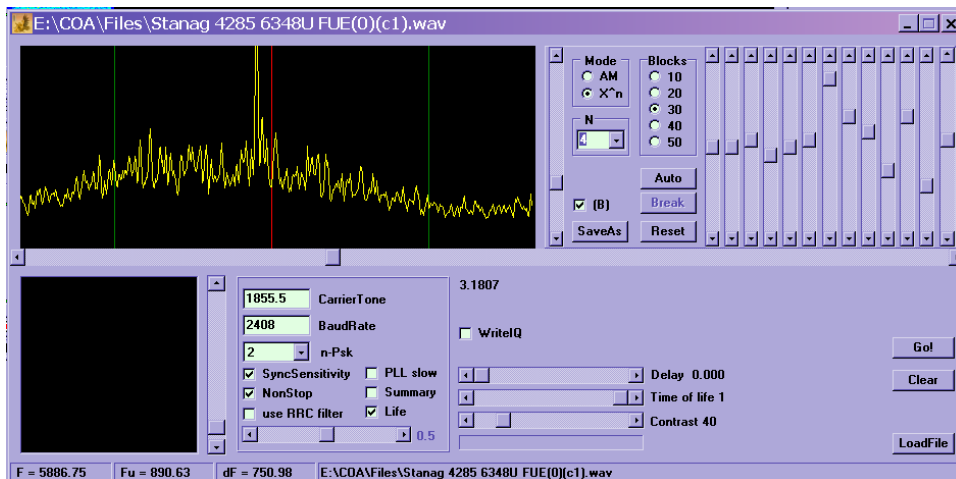 E:\COA\Files\Stanag 4285 6348U FUE(0)(c1).wav
Mode
AM
X^n
Blocks
10
20
30
40
50
N
4
(B)
SaveAs
Auto
Break
Reset
1855.5 CarrierTone
2408 BaudRate
2 n-Psk
SyncSensitivity PLL slow
NonStop Summary
use RRC filter Life
0.5
3.1807
WriteIQ
Delay 0.000
Time of life 1
Contrast 40
Go!
Clear
LoadFile
F = 5886.75 Fu = 890.63 dF = 750.98 E:\COA\Files\Stanag 4285 6348U FUE(0)(c1).wav